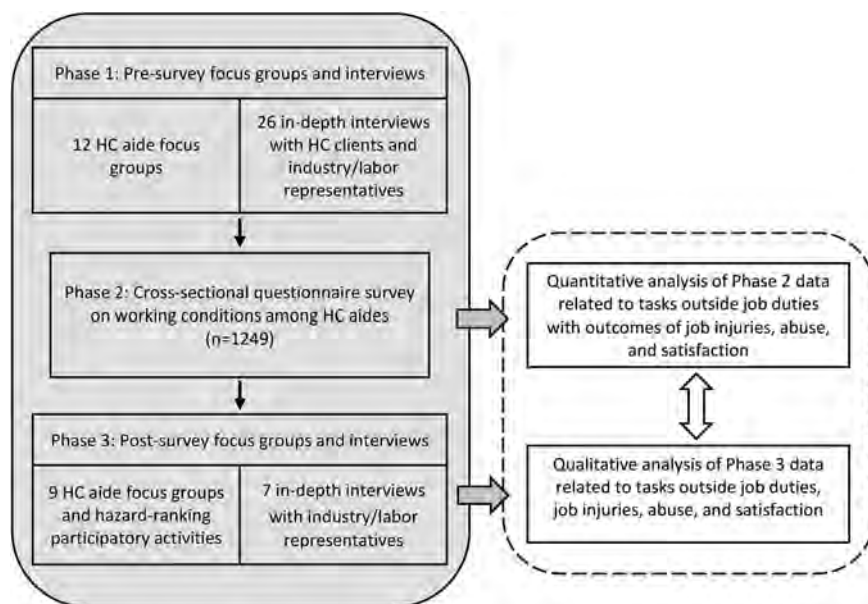 Phase 1: Pre-survey focus groups and interviews
12 HC aide focus
groups
26 in-depth interviews
with HC clients and
industry/labor
representatives
Phase 2: Cross-sectional questionnaire survey
on working conditions among HC aides
(n=1249)
Phase 3: Post-survey focus groups and interviews
9 HC aide focus groups
and hazard-ranking
participatory activities
7 in-depth interviews
with industry/labor
representatives
Quantitative analysis of Phase 2 data
related to tasks outside job duties
with outcomes of job injuries, abuse,
and satisfaction
Qualitative analysis of Phase 3 data
related to tasks outside job duties,
job injuries, abuse, and satisfaction